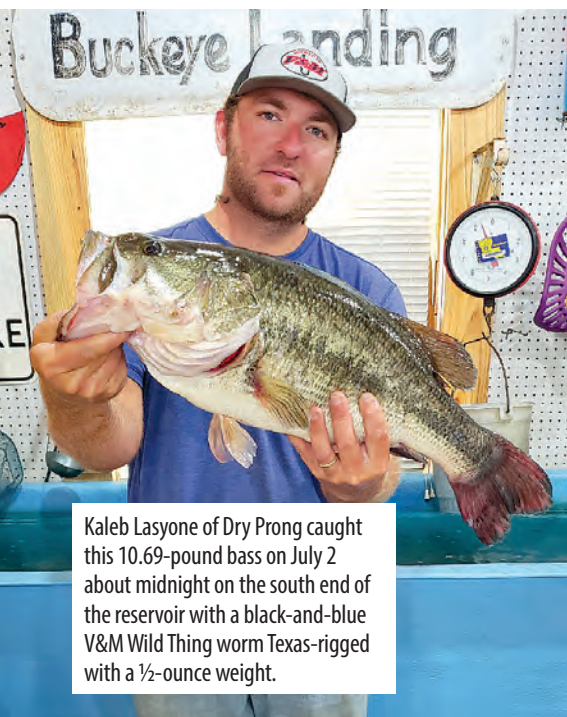 Buckeye Landing
V&M
KE
Kaleb Lasyone of Dry Prong caught
this 10.69-pound bass on July 2
about midnight on the south end of
the reservoir with a black-and-blue
V&M Wild Thing worm Texas-rigged
with a ½-ounce weight.